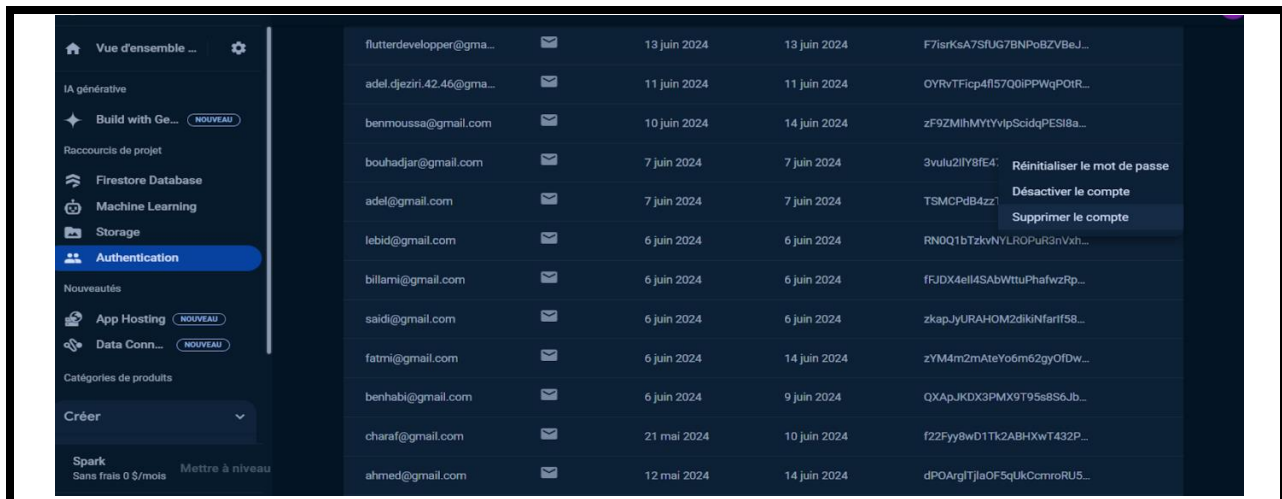 Vue d'ensemble ...
IA générative
Build with Ge... NOUVEAU
Raccourcis de projet
Firestore Database
Machine Learning
Storage
Authentication
Nouveautés
App Hosting NOUVEAU
Data Conn... NOUVEAU
Catégories de produits
Créer
Spark
Sans frais 0 $/mois
Mettre à niveau
flutterdevelopper@gma... 13 juin 2024 13 juin 2024 F7isrKsA7SfUG7BNPoBZVBeJ...
adel.djeziri.42.46@gma... 11 juin 2024 11 juin 2024 OYRvTFicp4fl57Q0iPPWqPOtR...
benmoussa@gmail.com 10 juin 2024 14 juin 2024 zF9ZMIhMYtYvIpScidqPESI8a...
bouhadjar@gmail.com 7 juin 2024 7 juin 2024
adel@gmail.com 7 juin 2024 7 juin 2024
lebid@gmail.com 6 juin 2024 6 juin 2024 RN0Q1bTzkvNYLROPuR3nVxh...
billami@gmail.com 6 juin 2024 6 juin 2024 fFJDX4eIl4SAbWttuPhafwzRp...
saidi@gmail.com 6 juin 2024 6 juin 2024 zkapJyURAHOM2dikiNfarIf58...
fatmi@gmail.com 6 juin 2024 14 juin 2024 zYM4m2mAteYo6m62gyOfDw...
benhabi@gmail.com 6 juin 2024 9 juin 2024 QXApJKDX3PMX9T95s8S6Jb...
charaf@gmail.com 21 mai 2024 10 juin 2024 f22Fyy8wD1Tk2ABHXwT432P...
ahmed@gmail.com 12 mai 2024 14 juin 2024 dPOArglTjlaOF5qUkCcmroRU5...
Réinitialiser le mot de passe
Désactiver le compte
Supprimer le compte